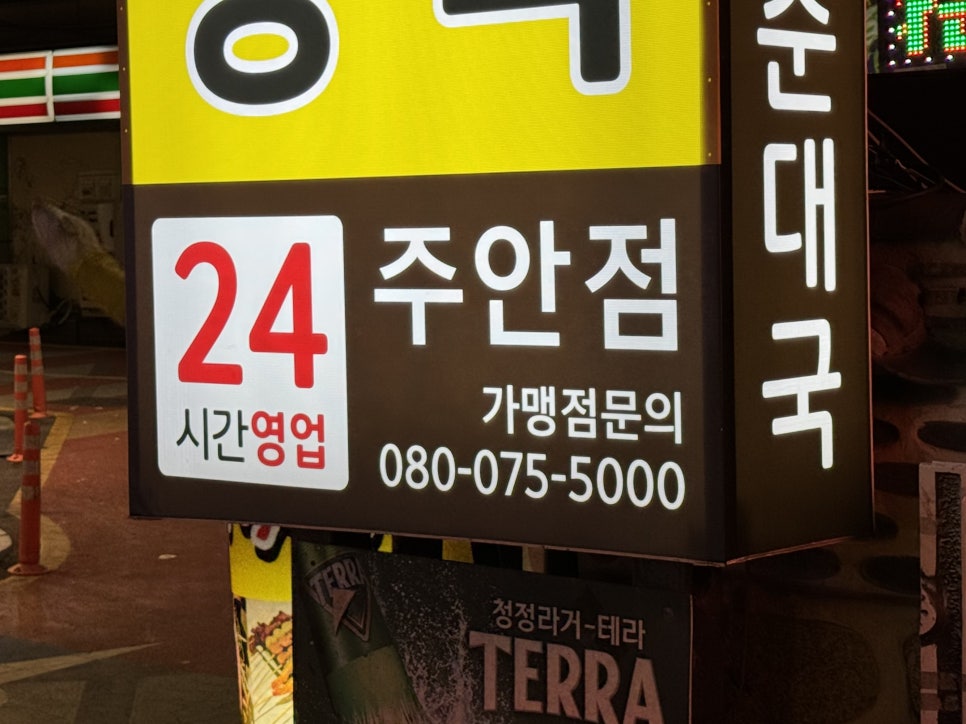 24
시간영업
주안점
가맹점문의
080-075-5000
순대국
TERRA
청정라거-테라
TERRA